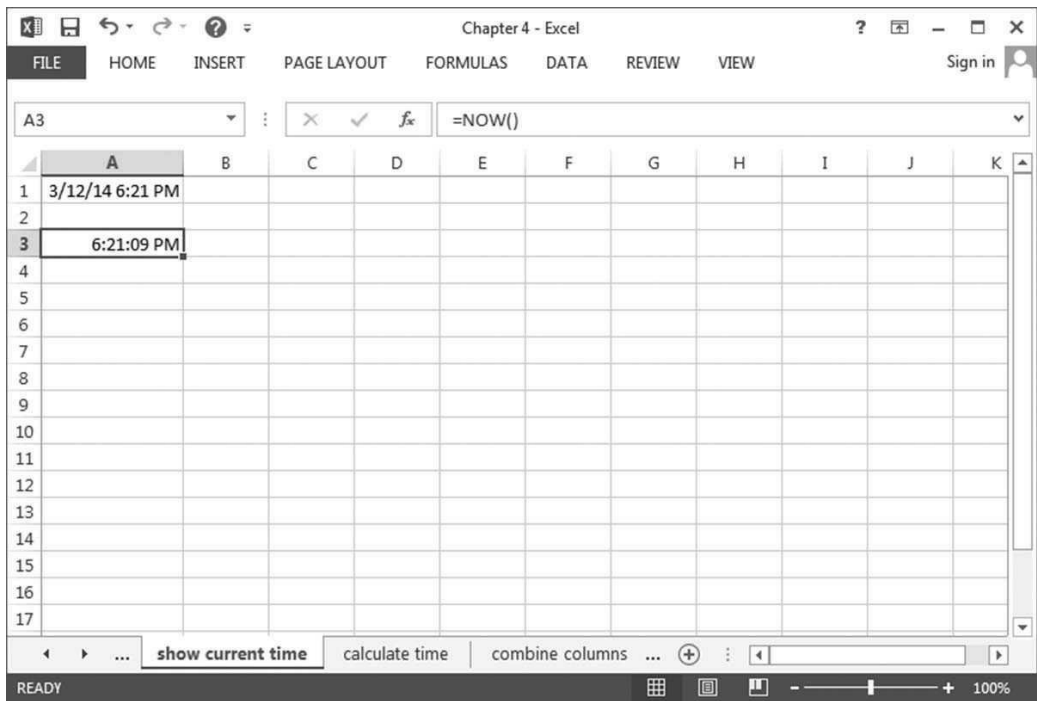 Chapter 4 - Excel ?
FILE HOME INSERT PAGE LAYOUT FORMULAS DATA REVIEW VIEW Sign in
A3 fx =NOW()
A B C D E F G H I J K
1 3/12/14 6:21 PM
2
3 6:21:09 PM
4
5
6
7
8
9
10
11
12
13
14
15
16
17
... show current time calculate time combine columns ...
READY 100%